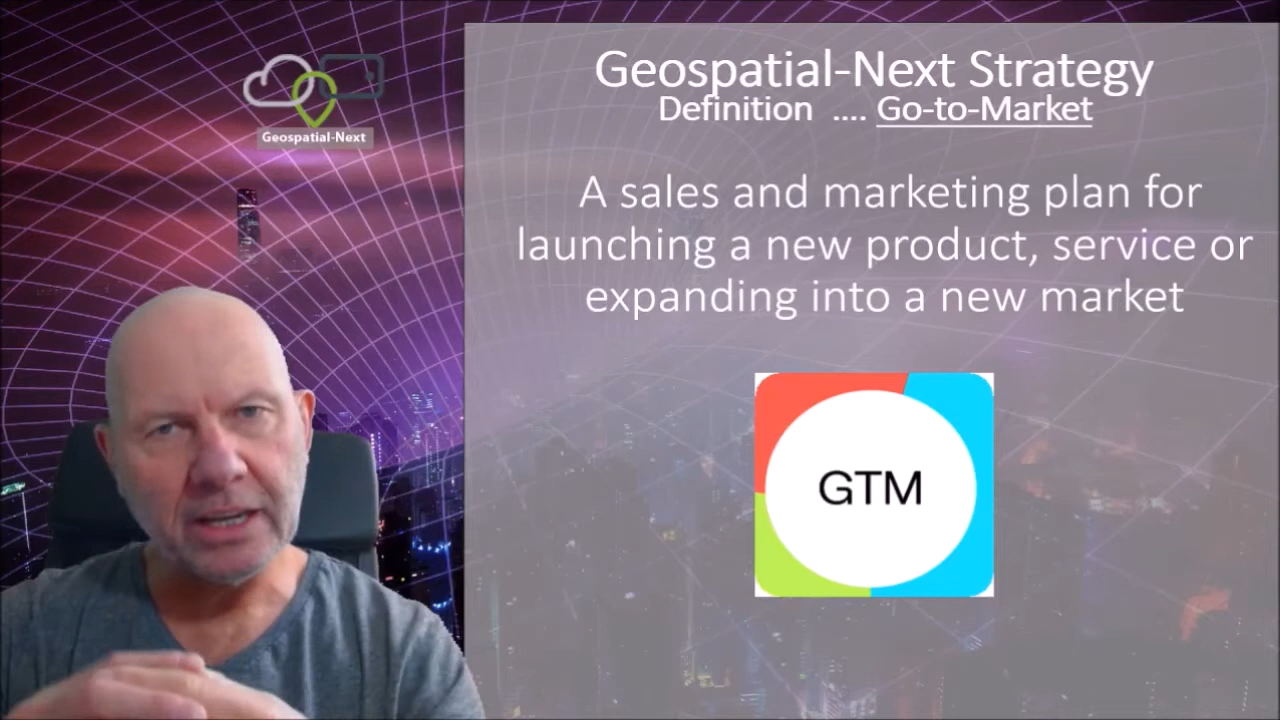 Geospatial-Next
Geospatial-Next Strategy
Definition .... Go-to-Market
A sales and marketing plan for
launching a new product, service or
expanding into a new market
GTM